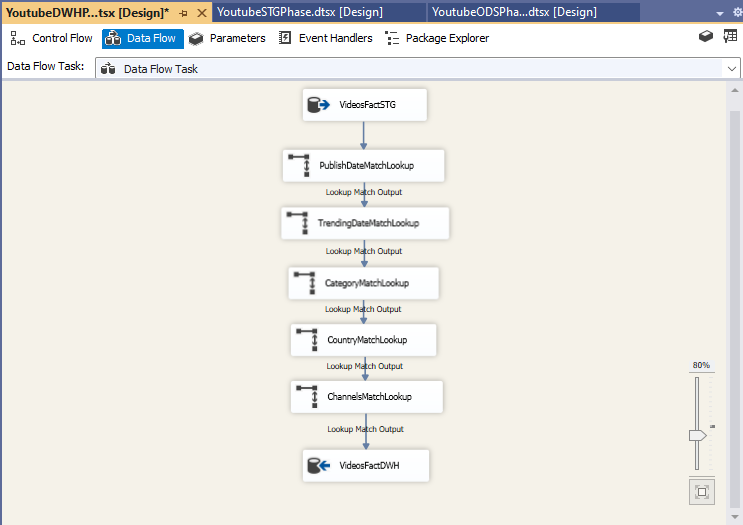 YoutubeDWHP...tsx [Design]*
YoutubeSTGPhase.dtsx [Design]
YoutubeODSPha...dtsx [Design]
Control Flow
Data Flow
Parameters
Event Handlers
Package Explorer
Data Flow Task:
Data Flow Task
VideosFactSTG
PublishDateMatchLookup
Lookup Match Output
TrendingDateMatchLookup
Lookup Match Output
CategoryMatchLookup
Lookup Match Output
CountryMatchLookup
Lookup Match Output
ChannelsMatchLookup
Lookup Match Output
VideosFactDWH
80%